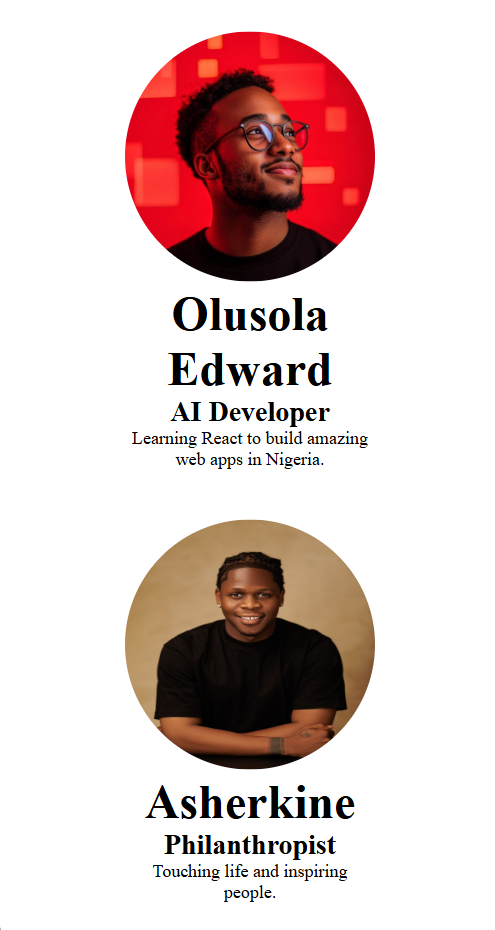 Olusola
Edward
AI Developer
Learning React to build amazing
web apps in Nigeria.
Asherkine
Philanthropist
Touching life and inspiring
people.